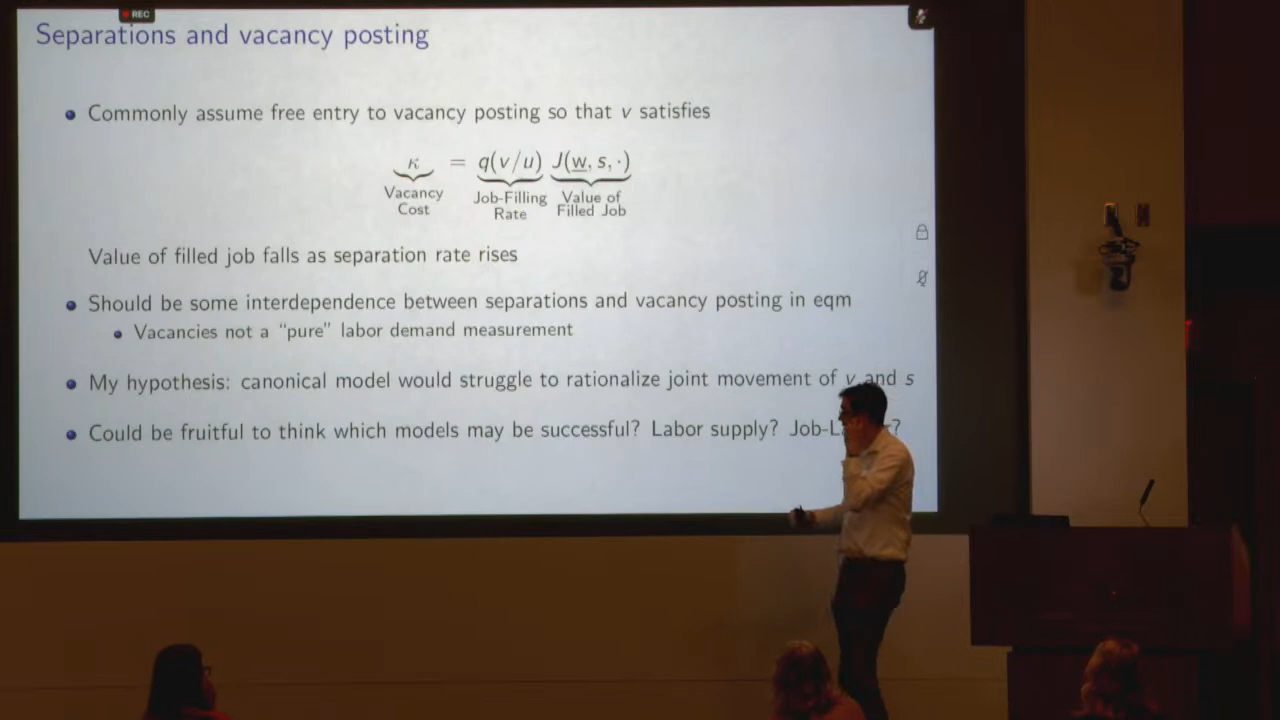 REC
Separations and vacancy posting
Commonly assume free entry to vacancy posting so that v satisfies
κ = q(v/u) J(w, s, ·)
Vacancy Cost Job-Filling Rate Value of Filled Job
Value of filled job falls as separation rate rises
Should be some interdependence between separations and vacancy posting in eqm
Vacancies not a “pure” labor demand measurement
My hypothesis: canonical model would struggle to rationalize joint movement of v and s
Could be fruitful to think which models may be successful? Labor supply?